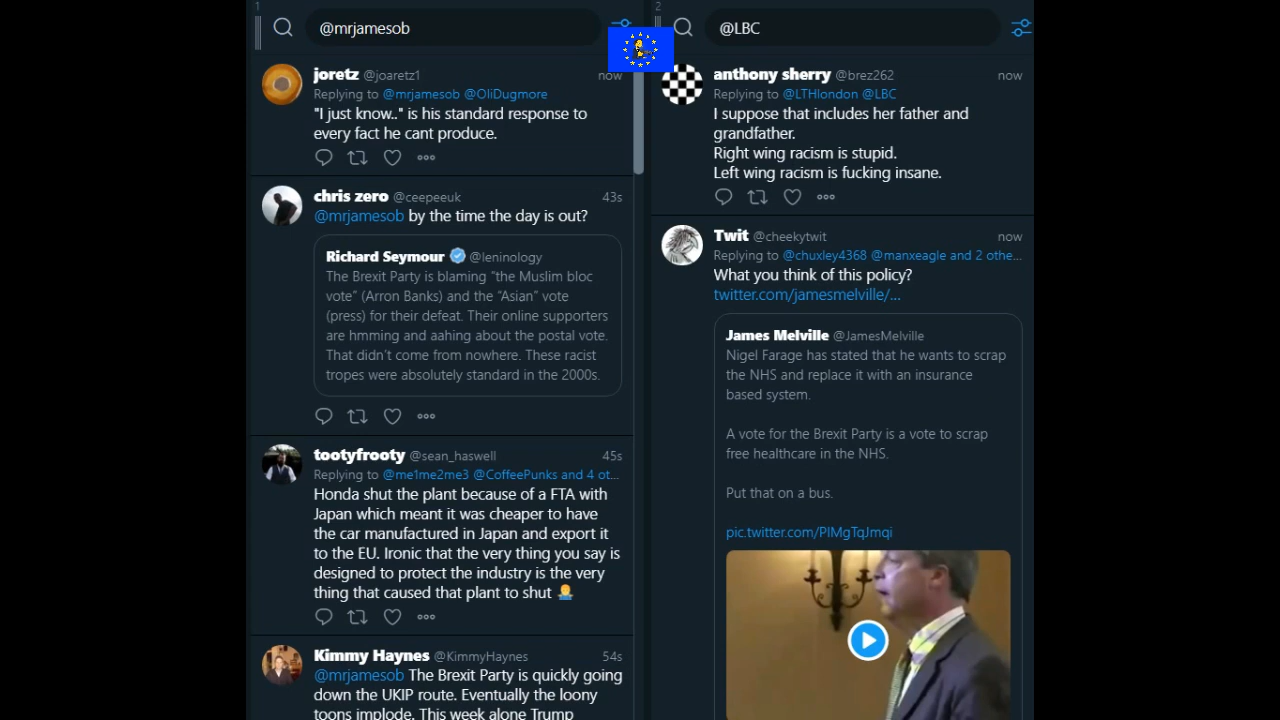 1
@mrjamesob
joretz @joaretz1 now
Replying to @mrjamesob @OliDugmore
"I just know.." is his standard response to
every fact he cant produce.
chris zero @ceepeeuk 43s
@mrjamesob by the time the day is out?
Richard Seymour @leninology
The Brexit Party is blaming "the Muslim bloc
vote" (Arron Banks) and the "Asian" vote
(press) for their defeat. Their online supporters
are hmming and aahing about the postal vote.
That didn't come from nowhere. These racist
tropes were absolutely standard in the 2000s.
tootyfrooty @sean_haswell 45s
Replying to @me1me2me3 @CoffeePunks and 4 ot...
Honda shut the plant because of a FTA with
Japan which meant it was cheaper to have
the car manufactured in Japan and export it
to the EU. Ironic that the very thing you say is
designed to protect the industry is the very
thing that caused that plant to shut
Kimmy Haynes @KimmyHaynes 54s
@mrjamesob The Brexit Party is quickly going
down the UKIP route. Eventually the loony
toons implode. This week alone Trump
2
@LBC
anthony sherry @brez262 now
Replying to @LTHlondon @LBC
I suppose that includes her father and
grandfather.
Right wing racism is stupid.
Left wing racism is fucking insane.
Twit @cheekytwit now
Replying to @chuxley4368 @manxeagle and 2 othe...
What you think of this policy?
twitter.com/jamesmelville/...
James Melville @JamesMelville
Nigel Farage has stated that he wants to scrap
the NHS and replace it with an insurance
based system.
A vote for the Brexit Party is a vote to scrap
free healthcare in the NHS.
Put that on a bus.
pic.twitter.com/PlMgTqJmqi